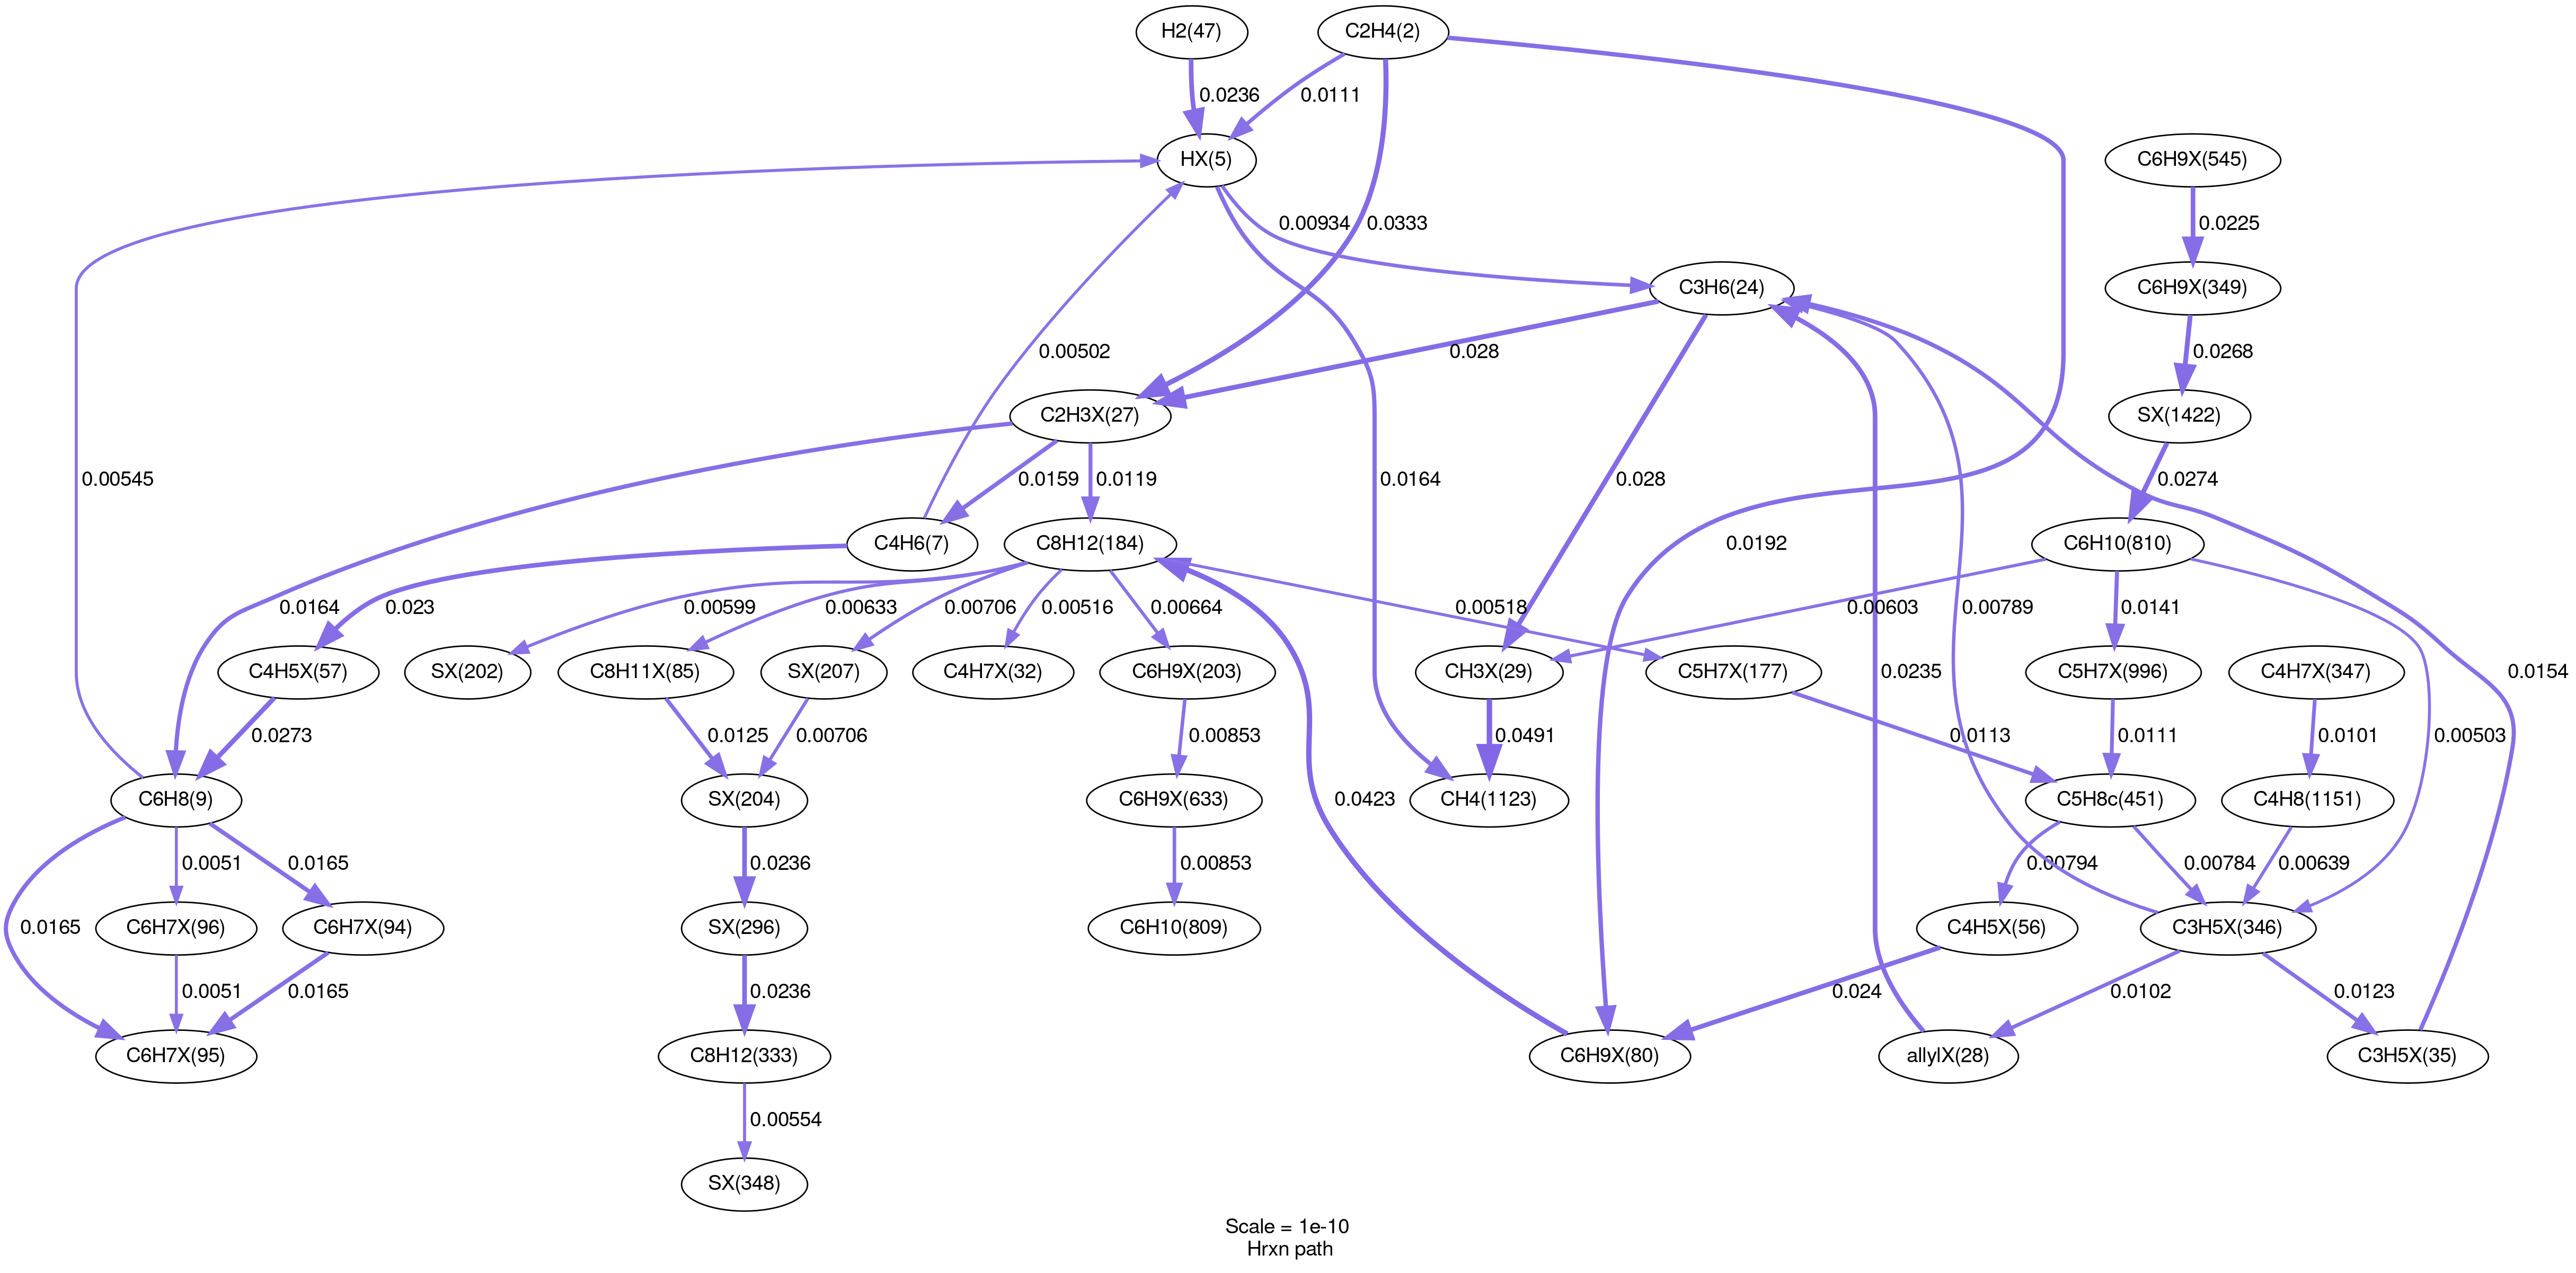 H2(47)
C2H4(2)
0.0236
0.0111
HX(5)
C6H9X(545)
0.00934
0.0333
0.0225
C3H6(24)
C6H9X(349)
0.00502
0.028
0.0268
C2H3X(27)
SX(1422)
0.00545
0.0159
0.0119
0.0164
0.028
0.0274
C4H6(7)
C8H12(184)
0.0192
C6H10(810)
0.0164
0.023
0.00599
0.00633
0.00706
0.00516
0.00664
0.00518
0.00603
0.00789
0.0141
C4H5X(57)
SX(202)
C8H11X(85)
SX(207)
C4H7X(32)
C6H9X(203)
CH3X(29)
C5H7X(177)
0.0235
C5H7X(996)
C4H7X(347)
0.0154
0.0273
0.0125
0.00706
0.00853
0.0491
0.0113
0.0111
0.0101
0.00503
C6H8(9)
SX(204)
C6H9X(633)
0.0423
CH4(1123)
C5H8c(451)
C4H8(1151)
0.0051
0.0165
0.0236
0.00853
0.00794
0.00784
0.00639
0.0165
C6H7X(96)
C6H7X(94)
SX(296)
C6H10(809)
C4H5X(56)
C3H5X(346)
0.0051
0.0165
0.0236
0.024
0.0102
0.0123
C6H7X(95)
C8H12(333)
C6H9X(80)
allylX(28)
C3H5X(35)
0.00554
SX(348)
Scale = 1e-10
Hrxn path